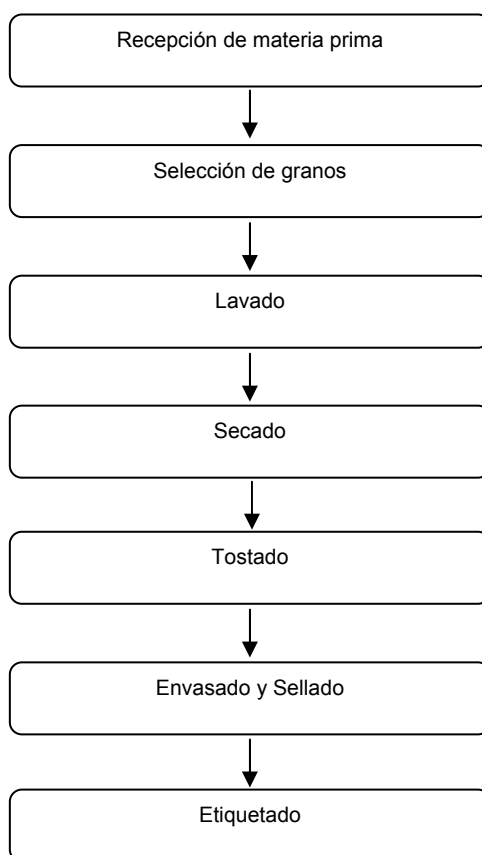 Recepción de materia prima
Selección de granos
Lavado
Secado
Tostado
Envasado y Sellado
Etiquetado